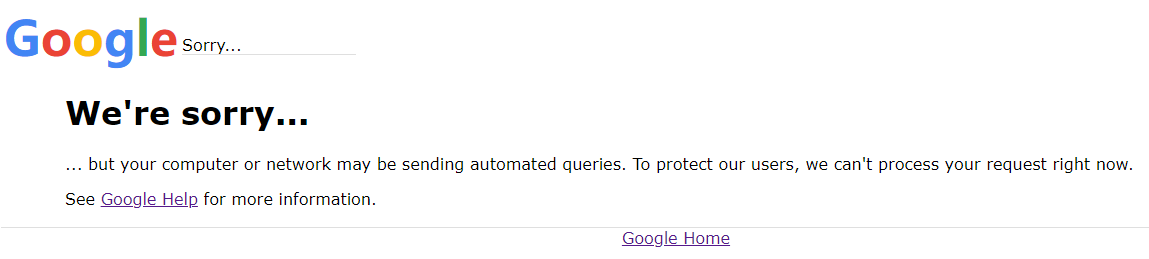 Google Sorry...
We're sorry...
... but your computer or network may be sending automated queries. To protect our users, we can't process your request right now.
See Google Help for more information.
Google Home